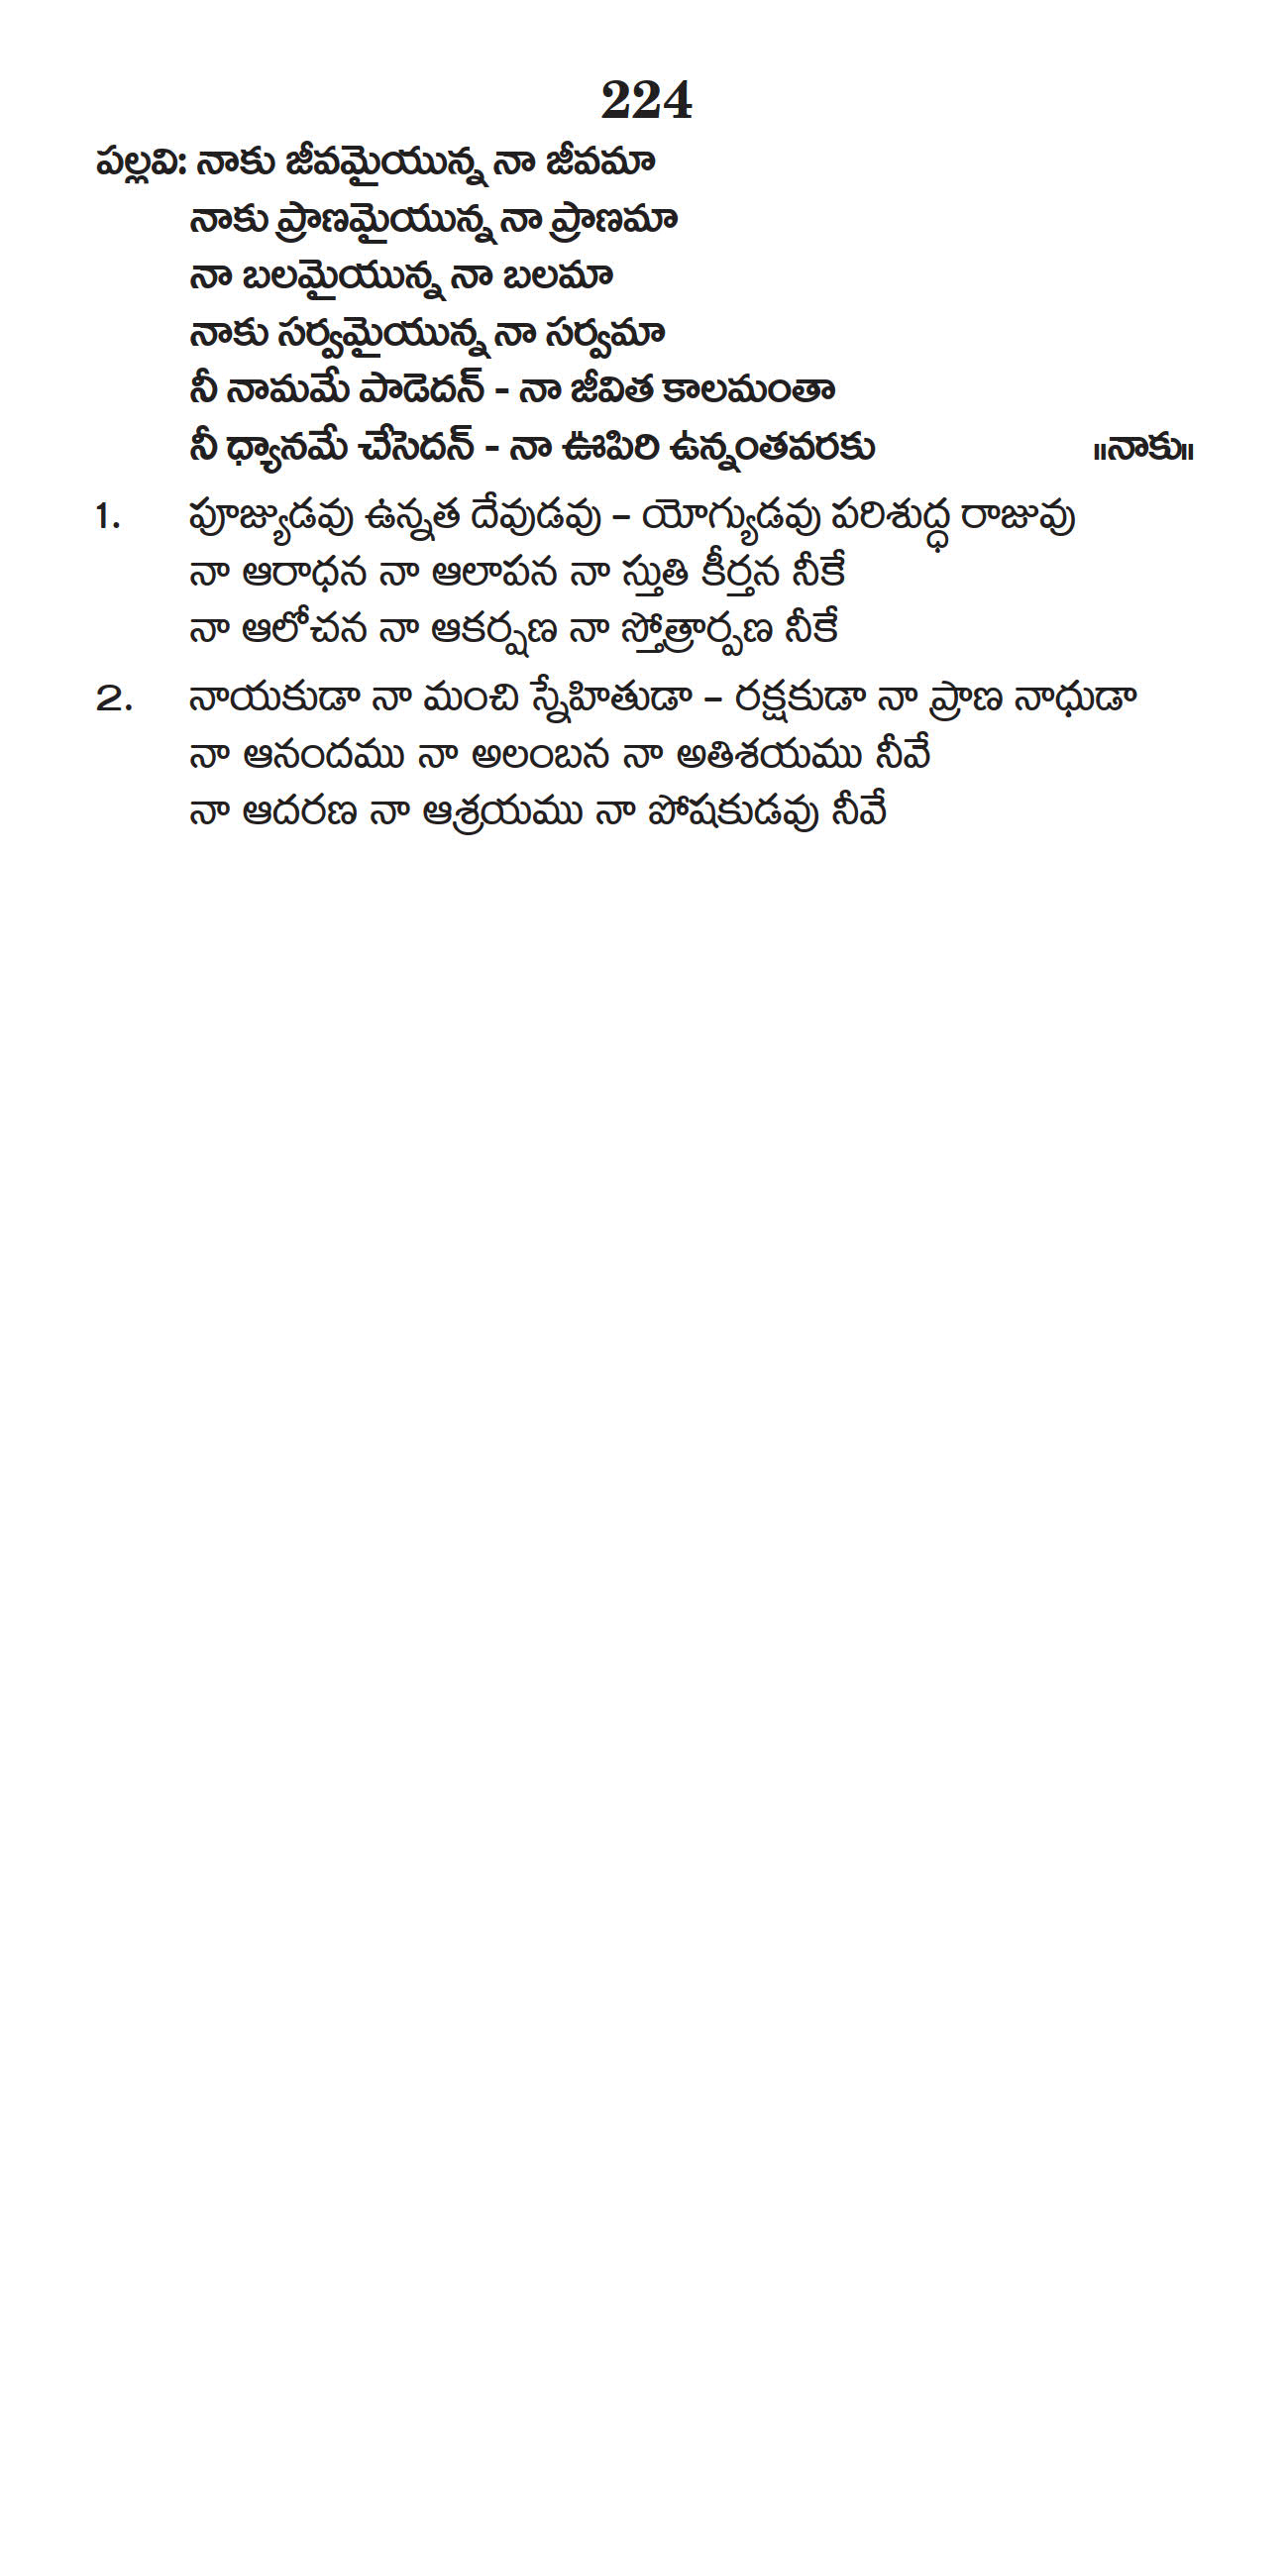 224
పల్లవి: నాకు జీవమైయున్న నా జీవమా
నాకు ప్రాణమైయున్న నా ప్రాణమా
నా బలమైయున్న నా బలమా
నాకు సర్వమైయున్న నా సర్వమా
నీ నామమే పాడెదన్ - నా జీవిత కాలమంతా
నీ ధ్యానమే చేసెదన్ - నా ఊపిరి ఉన్నంతవరకు ॥నాకు॥
1. పూజ్యుడవు ఉన్నత దేవుడవు – యోగ్యుడవు పరిశుద్ధ రాజువు
నా ఆరాధన నా ఆలాపన నా స్తుతి కీర్తన నీకే
నా ఆలోచన నా ఆకర్షణ నా స్తోత్రార్పణ నీకే
2. నాయకుడా నా మంచి స్నేహితుడా – రక్షకుడా నా ప్రాణ నాధుడా
నా ఆనందము నా అలంబన నా అతిశయము నీవే
నా ఆదరణ నా ఆశ్రయము నా పోషకుడవు నీవే